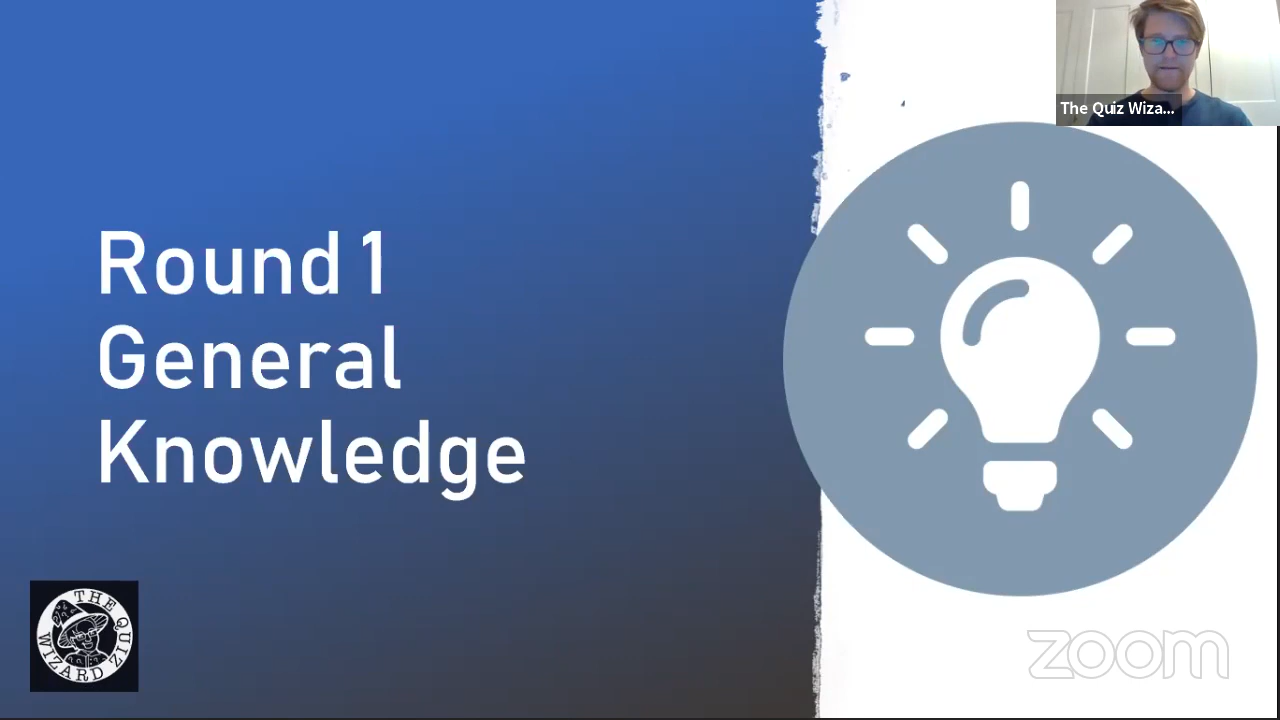 The Quiz Wiza...
Round 1
General
Knowledge
THE QUIZ WIZARD
zoom